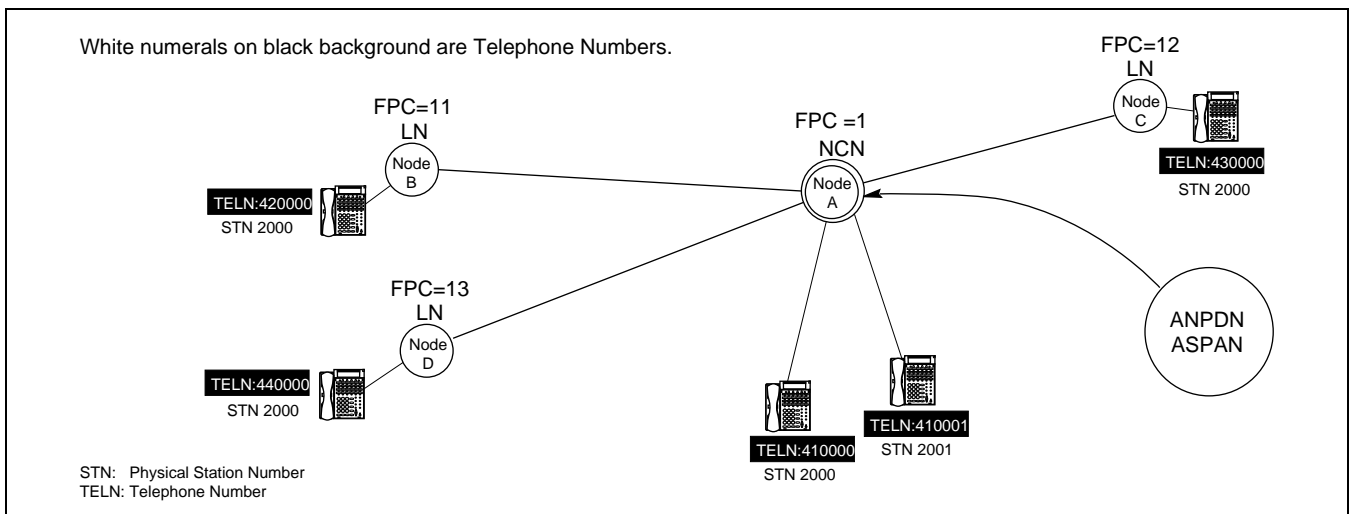 White numerals on black background are Telephone Numbers.
FPC=12
LN
Node
C
TELN:430000
STN 2000
FPC=11
LN
Node
B
TELN:420000
STN 2000
FPC =1
NCN
Node
A
FPC=13
LN
Node
D
TELN:440000
STN 2000
ANPDN
ASPAN
TELN:410001
STN 2001
TELN:410000
STN 2000
STN: Physical Station Number
TELN: Telephone Number